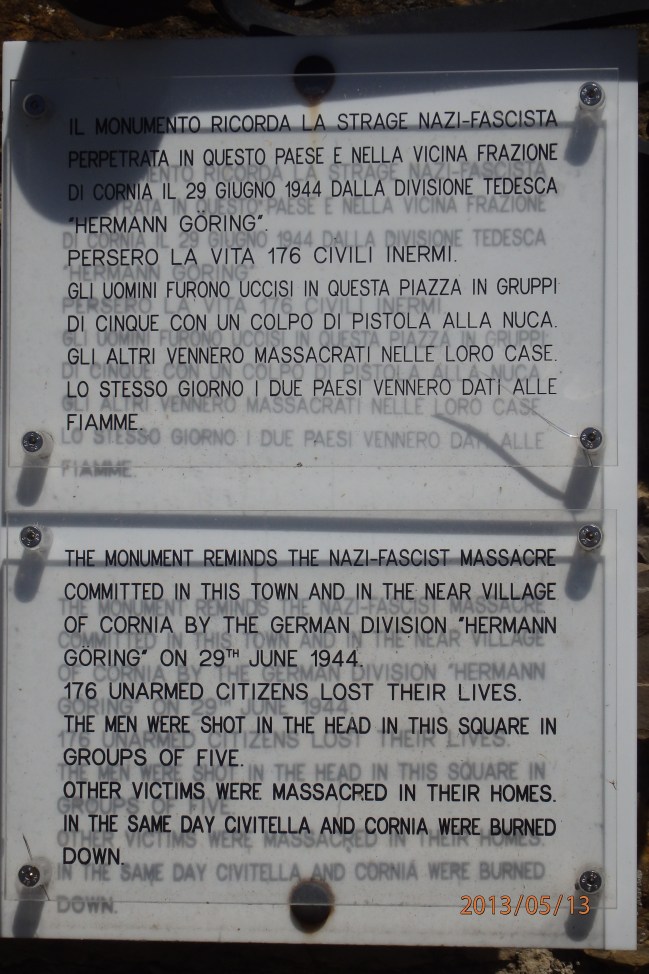 IL MONUMENTO RICORDA LA STRAGE NAZI-FASCISTA
PERPETRATA IN QUESTO PAESE E NELLA VICINA FRAZIONE
DI CORNIA IL 29 GIUGNO 1944 DALLA DIVISIONE TEDESCA
"HERMANN GÖRING".
PERSERO LA VITA 176 CIVILI INERMI.
GLI UOMINI FURONO UCCISI IN QUESTA PIAZZA IN GRUPPI
DI CINQUE CON UN COLPO DI PISTOLA ALLA NUCA.
GLI ALTRI VENNERO MASSACRATI NELLE LORO CASE.
LO STESSO GIORNO I DUE PAESI VENNERO DATI ALLE
FIAMME.
THE MONUMENT REMINDS THE NAZI-FASCIST MASSACRE
COMMITTED IN THIS TOWN AND IN THE NEAR VILLAGE
OF CORNIA BY THE GERMAN DIVISION "HERMANN
GÖRING" ON 29TH JUNE 1944.
176 UNARMED CITIZENS LOST THEIR LIVES.
THE MEN WERE SHOT IN THE HEAD IN THIS SQUARE IN
GROUPS OF FIVE.
OTHER VICTIMS WERE MASSACRED IN THEIR HOMES.
IN THE SAME DAY CIVITELLA AND CORNIA WERE BURNED
DOWN.
2013/05/13